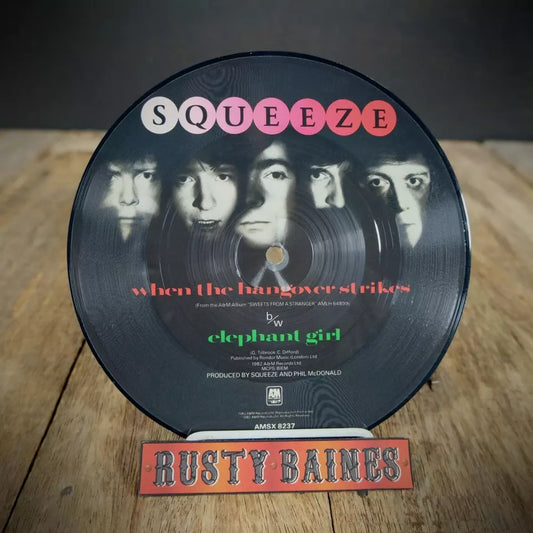 SQUEEZE
when the hangover strikes
(From the A&M Album "SWEETS FROM A STRANGER" AMLH 64899)
b/w
elephant girl
(G. Tilbrook, C. Difford)
Published by Rondor Music (London) Ltd
1982 A&M Records Ltd
MCPS BIEM
PRODUCED BY SQUEEZE AND PHIL McDONALD
A&M
AMSX 8237
RUSTY BAINES